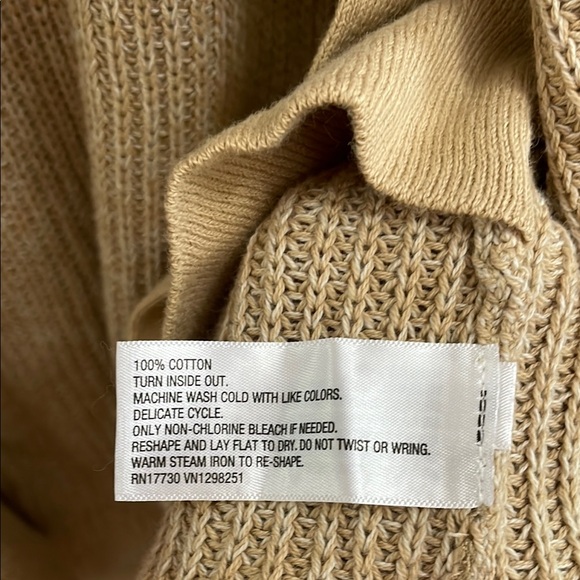 100% COTTON
TURN INSIDE OUT.
MACHINE WASH COLD WITH LIKE COLORS.
DELICATE CYCLE.
ONLY NON-CHLORINE BLEACH IF NEEDED.
RESHAPE AND LAY FLAT TO DRY. DO NOT TWIST OR WRING.
WARM STEAM IRON TO RE-SHAPE.
RN17730 VN1298251